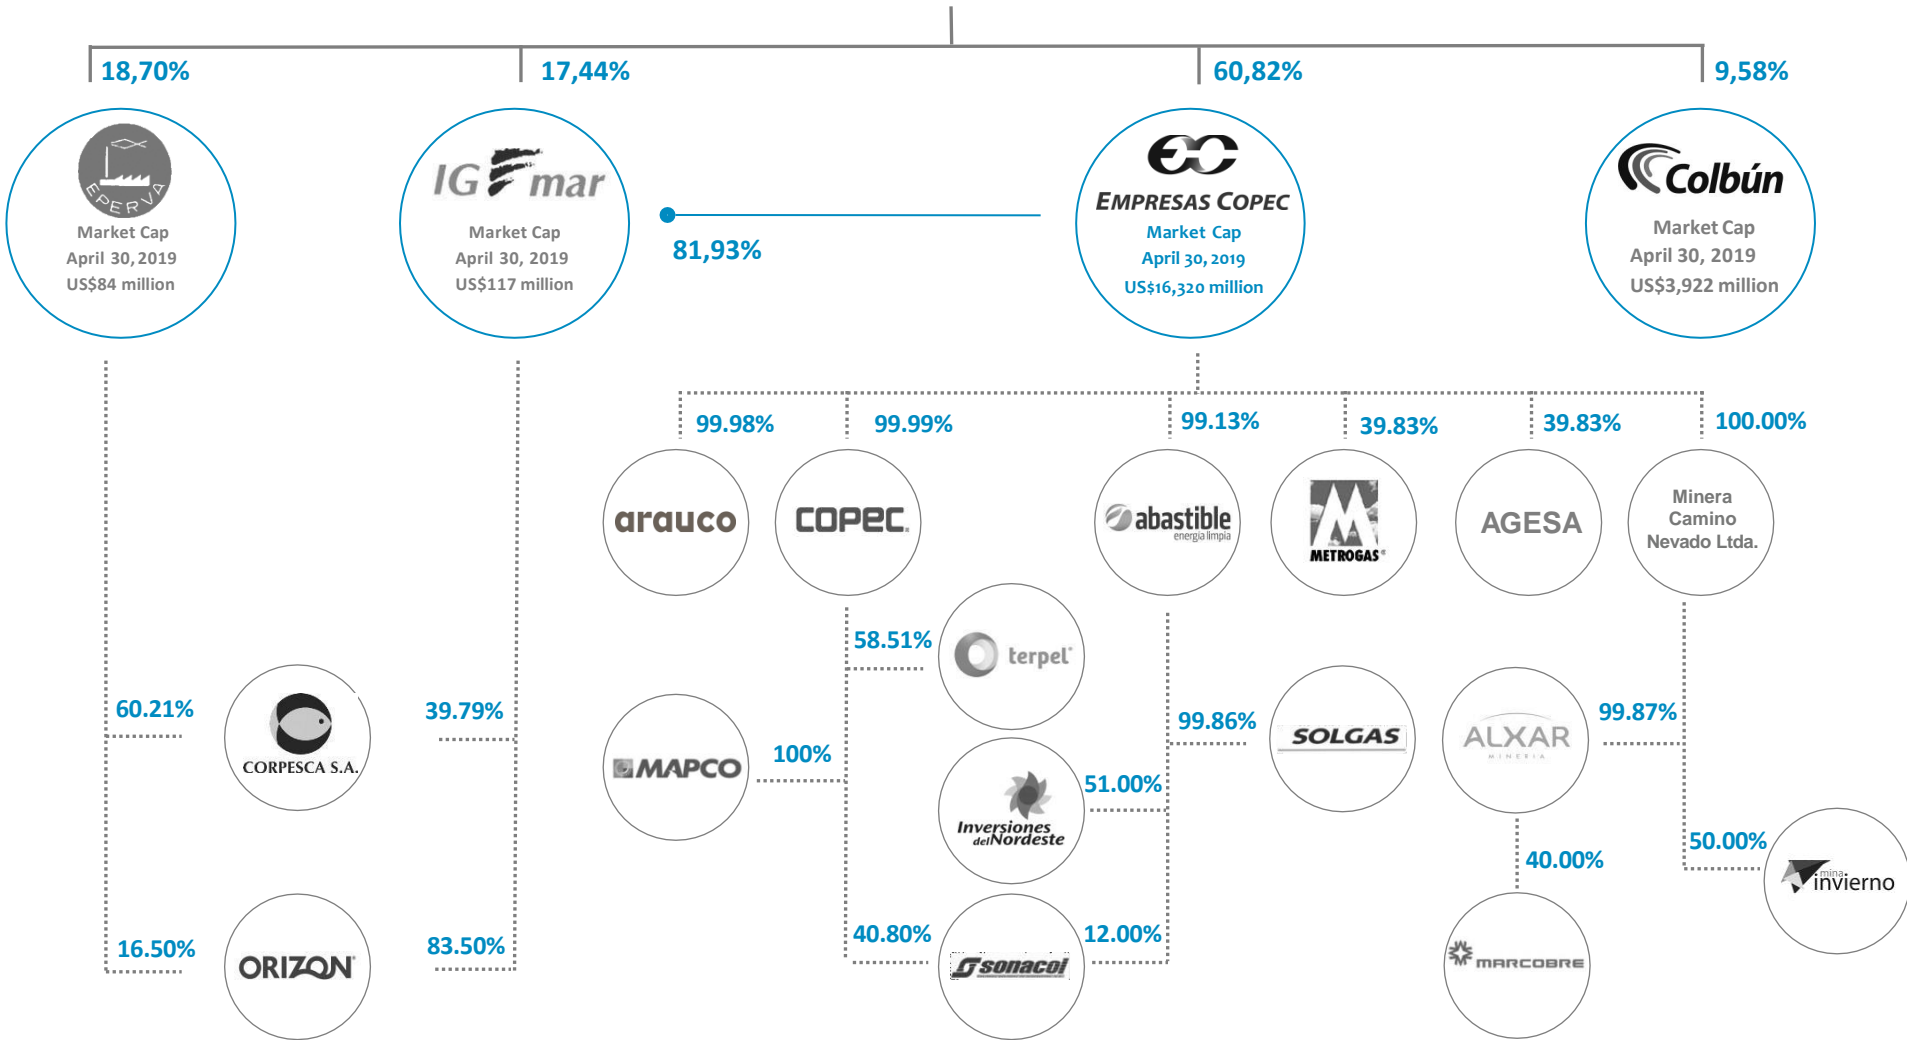 18,70%
17,44%
60,82%
9,58%
EPERVA
Market Cap
April 30, 2019
US$84 million
IG mar
Market Cap
April 30, 2019
US$117 million
81,93%
EC
EMPRESAS COPEC
Market Cap
April 30, 2019
US$16,320 million
Colbún
Market Cap
April 30, 2019
US$3,922 million
99.98%
99.99%
99.13%
39.83%
39.83%
100.00%
arauco
COPEC.
abastible
energía limpia
METROGAS®
AGESA
Minera
Camino
Nevado Ltda.
58.51%
terpel®
60.21%
CORPESCA S.A.
39.79%
MAPCO
100%
99.86%
SOLGAS
ALXAR
MINERIA
99.87%
Inversiones
delNordeste
51.00%
40.00%
50.00%
mina
invierno
16.50%
ORIZON®
83.50%
40.80%
sonacol
12.00%
MARCOBRE